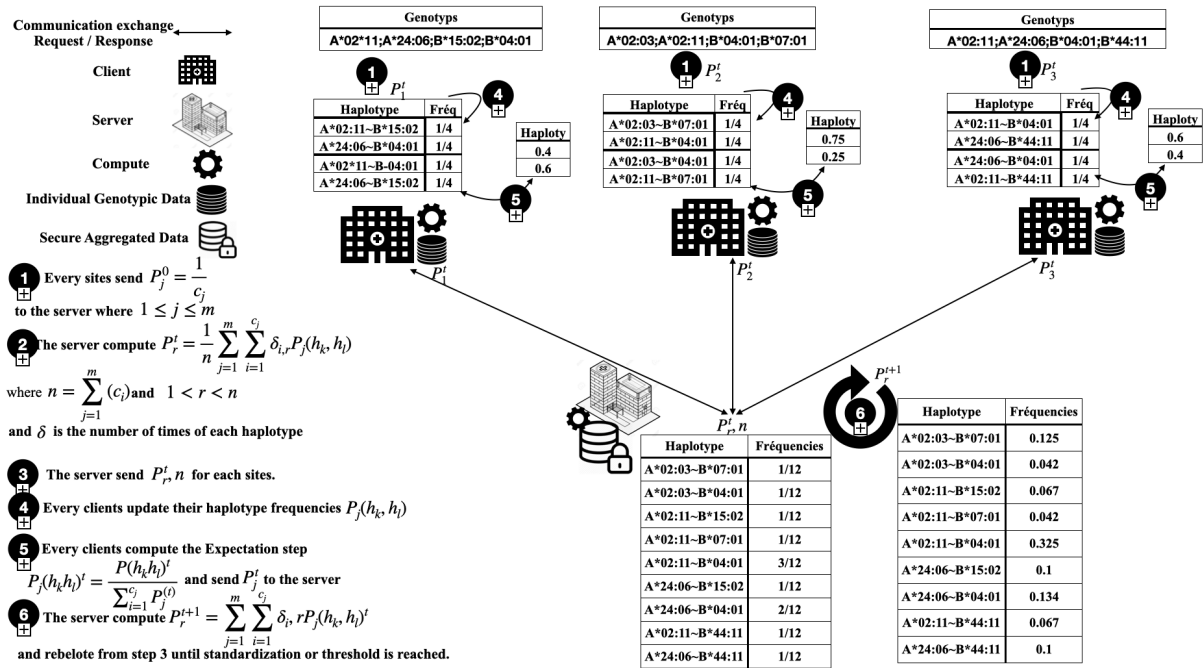 Communication exchange
Request / Response
Client
Server
Compute
Individual Genotypic Data
Secure Aggregated Data
1 Every sites send P_j^0 = 1/c_j
to the server where 1 ≤ j ≤ m
2 The server compute P_r^t = 1/n ∑_{j=1}^{m} ∑_{i=1}^{c_j} δ_{i,r} P_j(h_k, h_l)
where n = ∑_{j=1}^{m} (c_i) and 1 < r < n
and δ is the number of times of each haplotype
3 The server send P_r^t, n for each sites.
4 Every clients update their haplotype frequencies P_j(h_k, h_l)
5 Every clients compute the Expectation step
P_j(h_k h_l)^t = P(h_k h_l)^t / ∑_{i=1}^{c_j} P_j^{(t)} and send P_j^t to the server
6 The server compute P_r^{t+1} = ∑_{j=1}^{m} ∑_{i=1}^{c_j} δ_i, rP_j(h_k, h_l)^t
and rebelote from step 3 until standardization or threshold is reached.
Genotyps
A*02*11;A*24:06;B*15:02;B*04:01
1 P_1^t
4
Haplotype Fréq
A*02:11~B*15:02 1/4
A*24:06~B*04:01 1/4
A*02*11~B-04:01 1/4
A*24:06~B*15:02 1/4
Haploty
0.4
0.6
5
P_1^t
Genotyps
A*02:03;A*02:11;B*04:01;B*07:01
1 P_2^t
4
Haplotype Fréq
A*02:03~B*07:01 1/4
A*02:11~B*04:01 1/4
A*02:03~B*04:01 1/4
A*02:11~B*07:01 1/4
Haploty
0.75
0.25
5
P_2^t
Genotyps
A*02:11;A*24:06;B*04:01;B*44:11
1 P_3^t
4
Haplotype Fréq
A*02:11~B*04:01 1/4
A*24:06~B*44:11 1/4
A*24:06~B*04:01 1/4
A*02:11~B*44:11 1/4
Haploty
0.6
0.4
5
P_3^t
P_r^t, n
Haplotype Fréquencies
A*02:03~B*07:01 1/12
A*02:03~B*04:01 1/12
A*02:11~B*15:02 1/12
A*02:11~B*07:01 1/12
A*02:11~B*04:01 3/12
A*24:06~B*15:02 1/12
A*24:06~B*04:01 2/12
A*02:11~B*44:11 1/12
A*24:06~B*44:11 1/12
P_r^{t+1}
6
Haplotype Fréquencies
A*02:03~B*07:01 0.125
A*02:03~B*04:01 0.042
A*02:11~B*15:02 0.067
A*02:11~B*07:01 0.042
A*02:11~B*04:01 0.325
A*24:06~B*15:02 0.1
A*24:06~B*04:01 0.134
A*02:11~B*44:11 0.067
A*24:06~B*44:11 0.1